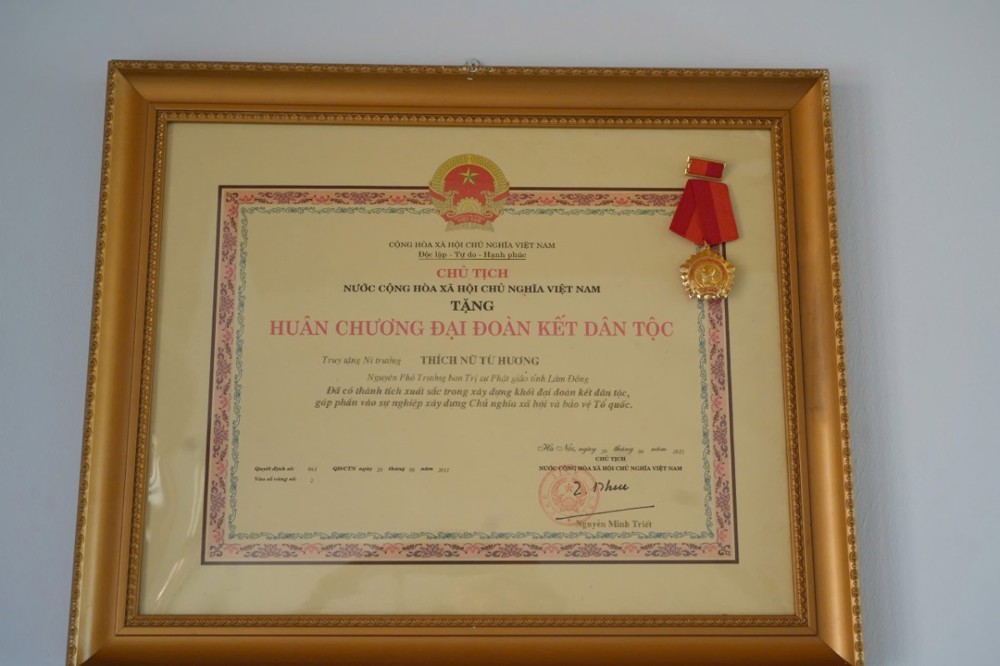 CỘNG HÒA XÃ HỘI CHỦ NGHĨA VIỆT NAM
Độc lập - Tự do - Hạnh phúc
CHỦ TỊCH
NƯỚC CỘNG HÒA XÃ HỘI CHỦ NGHĨA VIỆT NAM
TẶNG
HUÂN CHƯƠNG ĐẠI ĐOÀN KẾT DÂN TỘC
Truy tặng Ni trưởng THÍCH NỮ TỪ HƯƠNG
Nguyên Phó Trưởng ban Trị sự Phật giáo tỉnh Lâm Đồng
Đã có thành tích xuất sắc trong xây dựng khối đại đoàn kết dân tộc,
góp phần vào sự nghiệp xây dựng Chủ nghĩa xã hội và bảo vệ Tổ quốc.
Hà Nội, ngày tháng năm
CHỦ TỊCH
NƯỚC CỘNG HÒA XÃ HỘI CHỦ NGHĨA VIỆT NAM
Quyết định số: QĐ/CTN ngày tháng năm
Vào sổ vàng số: 2
Nguyễn Minh Triết